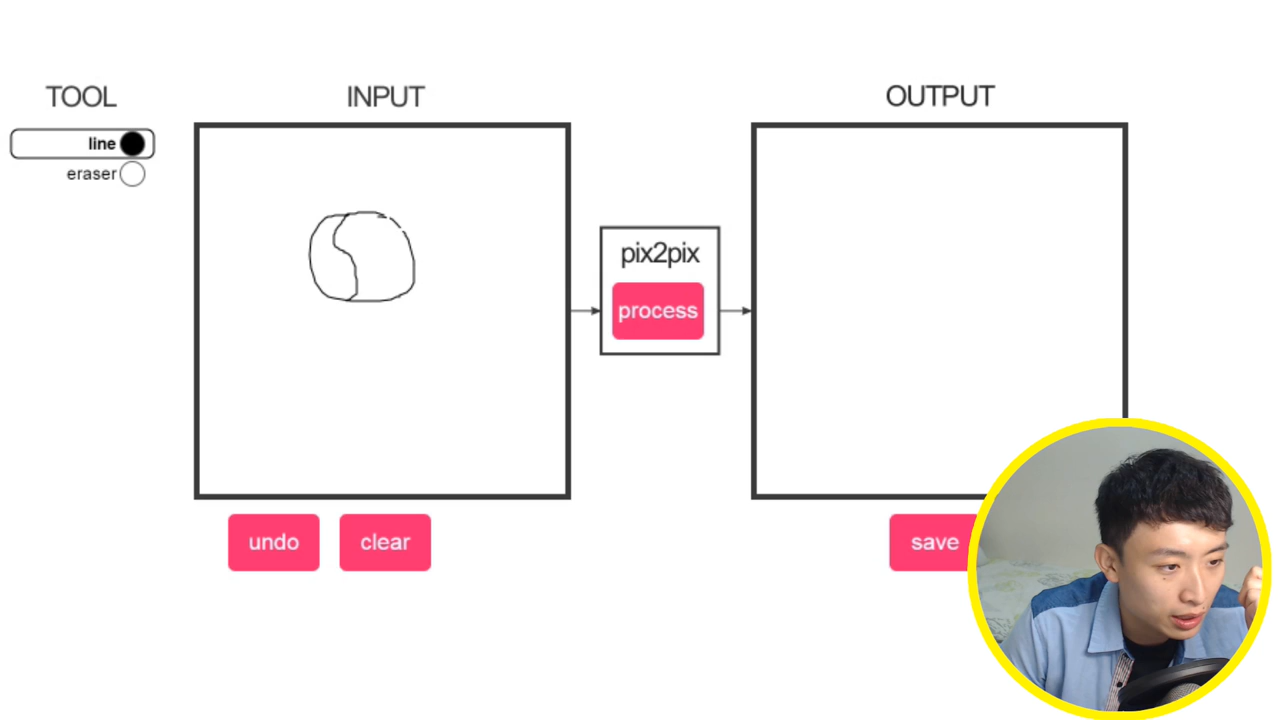 TOOL
line
eraser
INPUT
pix2pix
process
OUTPUT
undo
clear
save